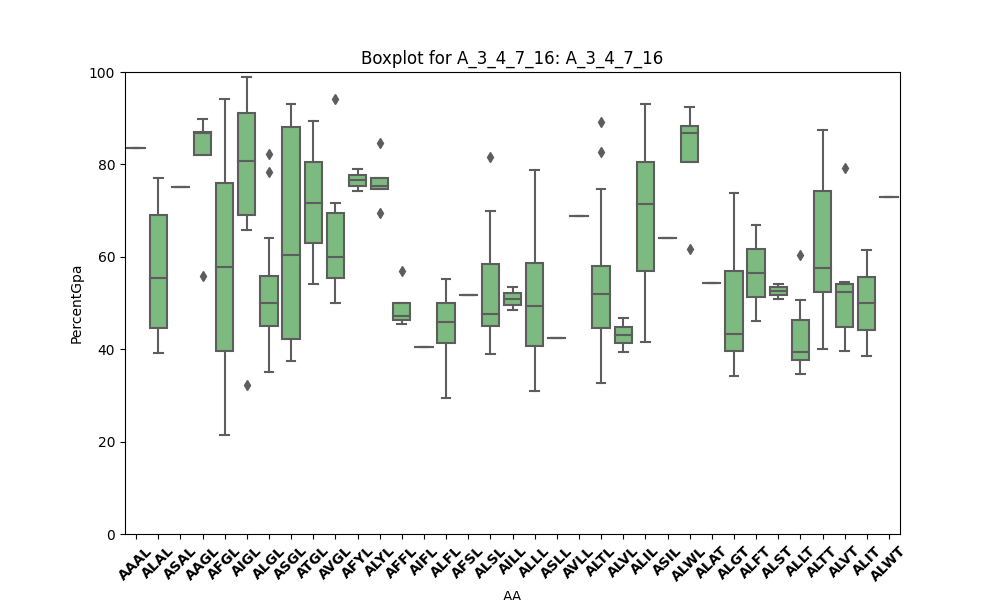 Boxplot for A_3_4_7_16: A_3_4_7_16
100
80
60
40
20
0
PercentGpa
AAAL ALAL ASAL AAGL AFGL AIGL ALGL ASGL ATGL AVGL AFYL ALYL AFFL AIFL ALFL AFSL ALSL AILL ALLL ASLL AVLL ALTL ALVL ALIL ASIL ALWL ALAT ALGT ALFT ALST ALLT ALTT ALVT ALIT ALWT
AA